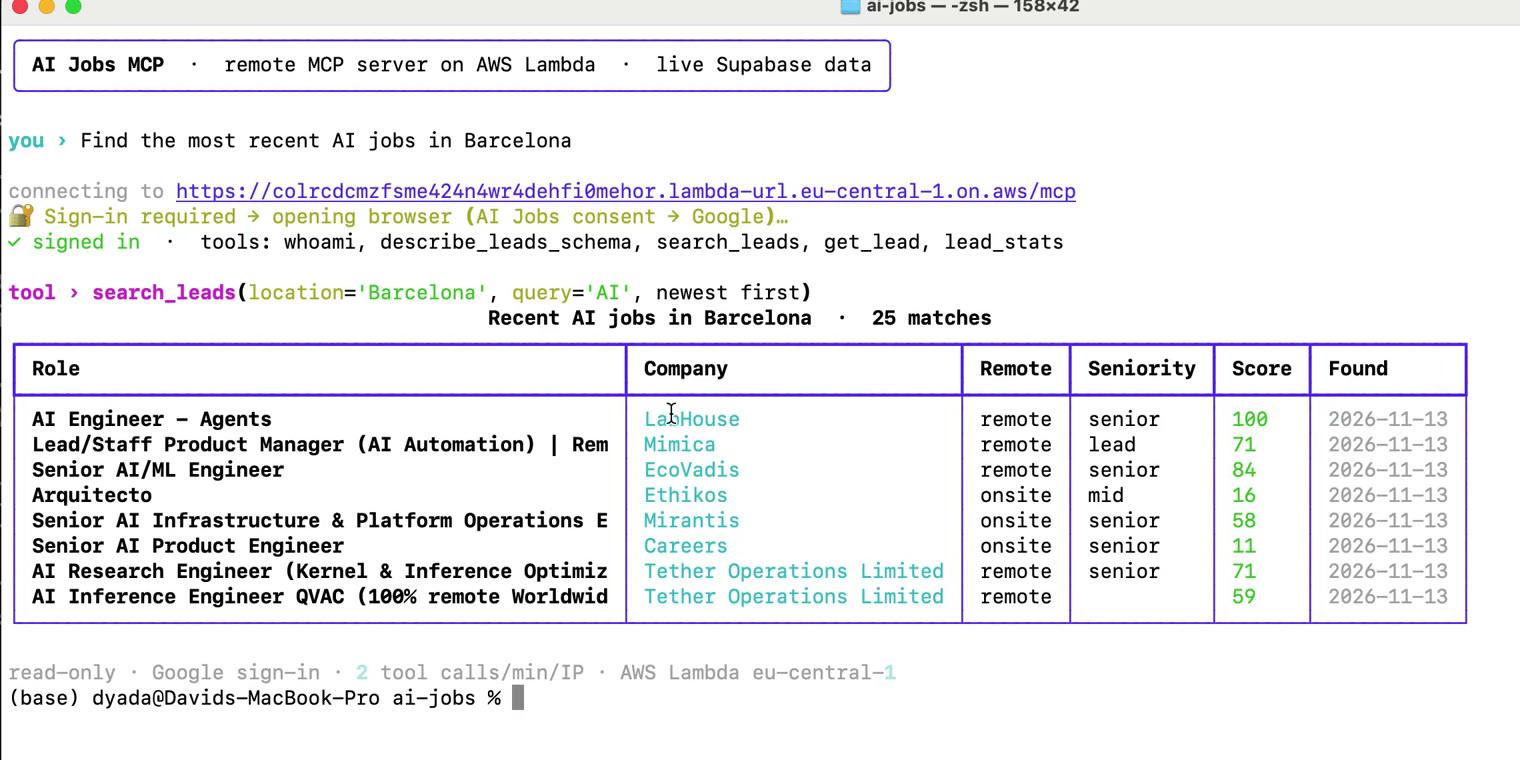 ai-jobs — -zsh — 158×42
AI Jobs MCP · remote MCP server on AWS Lambda · live Supabase data
you › Find the most recent AI jobs in Barcelona
connecting to https://colrcdcmzfsme424n4wr4dehfi0mehor.lambda-url.eu-central-1.on.aws/mcp
🔐 Sign-in required → opening browser (AI Jobs consent → Google)…
✓ signed in · tools: whoami, describe_leads_schema, search_leads, get_lead, lead_stats
tool › search_leads(location='Barcelona', query='AI', newest first)
Recent AI jobs in Barcelona · 25 matches
Role Company Remote Seniority Score Found
AI Engineer – Agents LabHouse remote senior 100 2026-11-13
Lead/Staff Product Manager (AI Automation) | Rem Mimica remote lead 71 2026-11-13
Senior AI/ML Engineer EcoVadis remote senior 84 2026-11-13
Arquitecto Ethikos onsite mid 16 2026-11-13
Senior AI Infrastructure & Platform Operations E Mirantis onsite senior 58 2026-11-13
Senior AI Product Engineer Careers onsite senior 11 2026-11-13
AI Research Engineer (Kernel & Inference Optimiz Tether Operations Limited remote senior 71 2026-11-13
AI Inference Engineer QVAC (100% remote Worldwid Tether Operations Limited remote 59 2026-11-13
read-only · Google sign-in · 2 tool calls/min/IP · AWS Lambda eu-central-1
(base) dyada@Davids-MacBook-Pro ai-jobs %